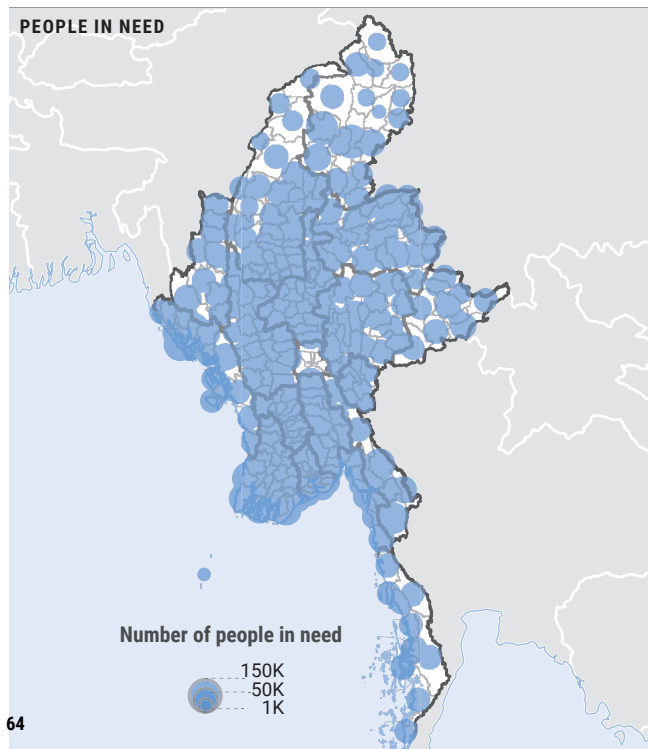 PEOPLE IN NEED
Number of people in need
150K
50K
1K
64